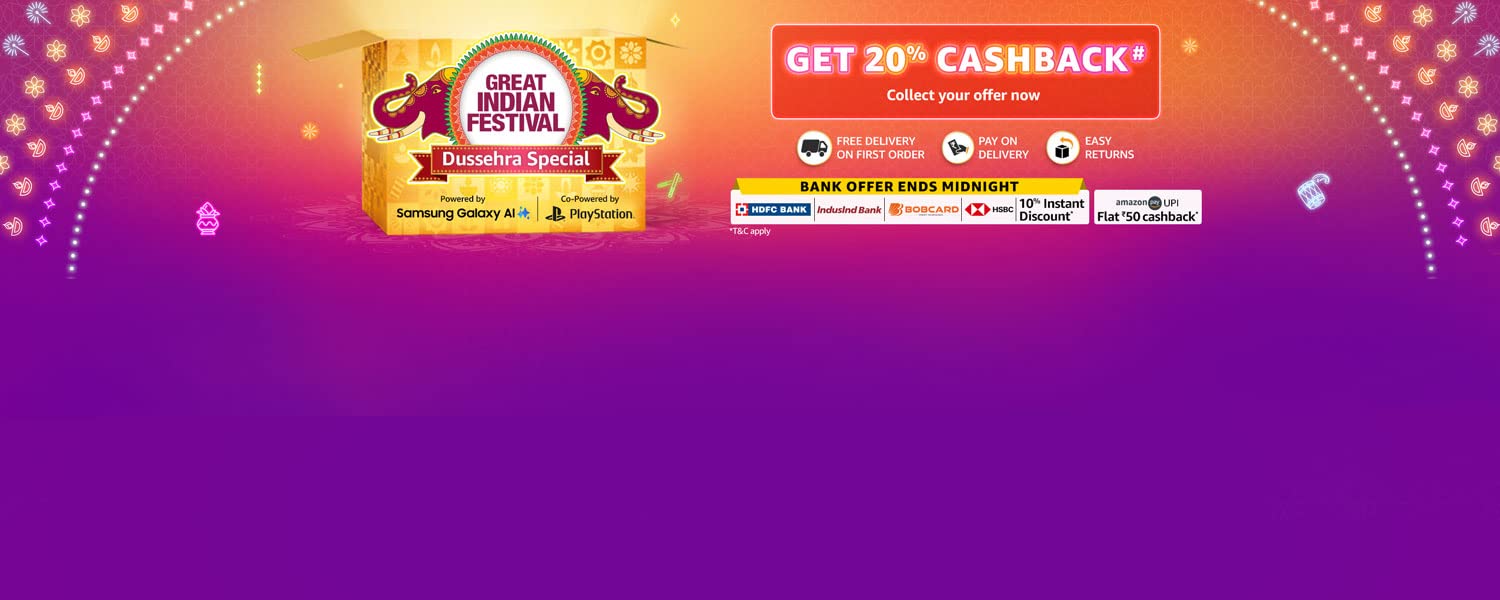 GREAT
INDIAN
FESTIVAL
Dussehra Special
Powered by
Samsung Galaxy AI
Co-Powered by
PlayStation.
GET 20% CASHBACK#
Collect your offer now
FREE DELIVERY
ON FIRST ORDER
PAY ON
DELIVERY
EASY
RETURNS
BANK OFFER ENDS MIDNIGHT
HDFC BANK
IndusInd Bank
BOBCARD
HSBC
10% Instant
Discount*
amazon pay UPI
Flat ₹50 cashback*
*T&C apply